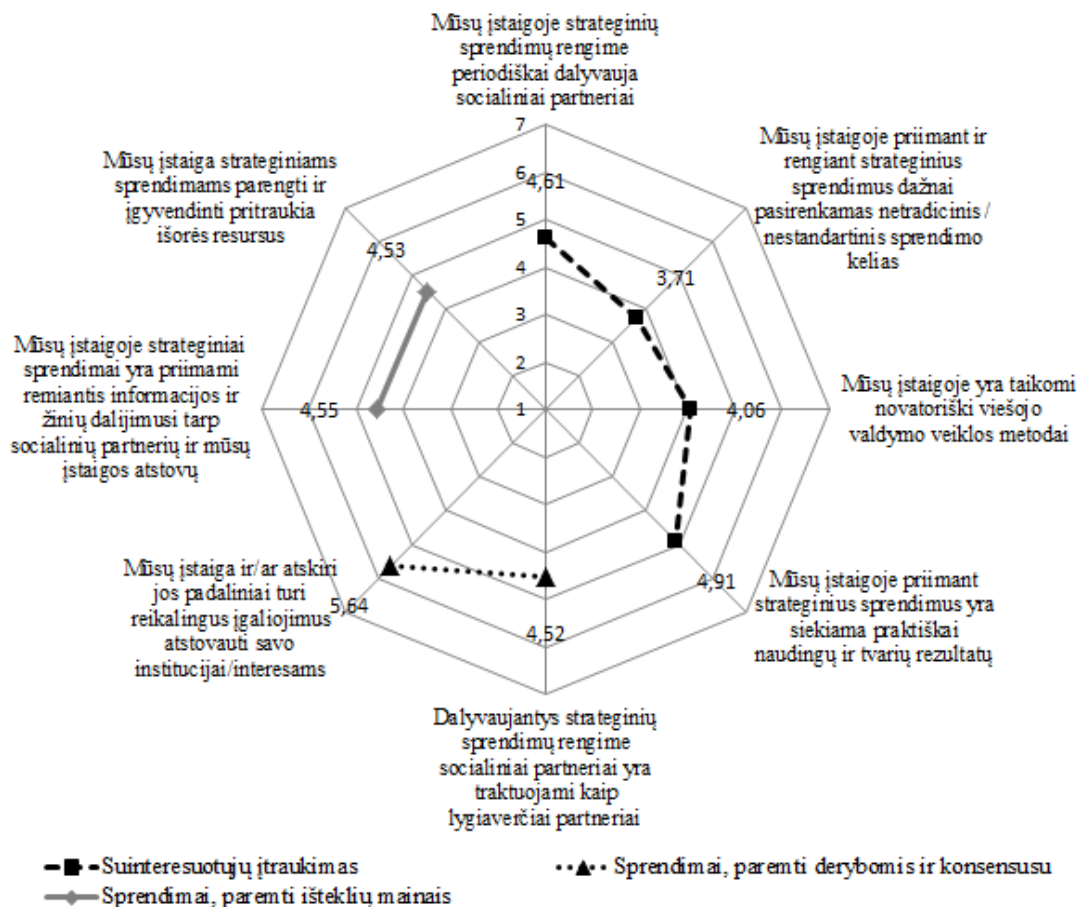 Mūsų įstaigoje strateginių
sprendimų rengime
periodiškai dalyvauja
socialiniai partneriai
Mūsų įstaigoje priimant ir
rengiant strateginius
sprendimus dažnai
pasirenkamas netradicinis /
nestandartinis sprendimo
kelias
Mūsų įstaigoje yra taikomi
novatoriški viešojo
valdymo veiklos metodai
Mūsų įstaigoje priimant
strateginius sprendimus yra
siekiama praktiškai
naudingų ir tvarių rezultatų
Dalyvaujantys strateginių
sprendimų rengime
socialiniai partneriai yra
traktuojami kaip
lygiaverčiai partneriai
Mūsų įstaiga ir/ar atskiri
jos padaliniai turi
reikalingus įgaliojimus
atstovauti savo
institucijai/interesams
Mūsų įstaigoje strateginiai
sprendimai yra priimami
remiantis informacijos ir
žinių dalijimusi tarp
socialinių partnerių ir mūsų
įstaigos atstovų
Mūsų įstaiga strateginiams
sprendimams parengti ir
įgyvendinti pritraukia
išorės resursus
7
6
5
4
3
2
1
4,61
3,71
4,06
4,91
4,52
5,64
4,55
4,53
Suinteresuotųjų įtraukimas
Sprendimai, paremti derybomis ir konsensusu
Sprendimai, paremti išteklių mainais